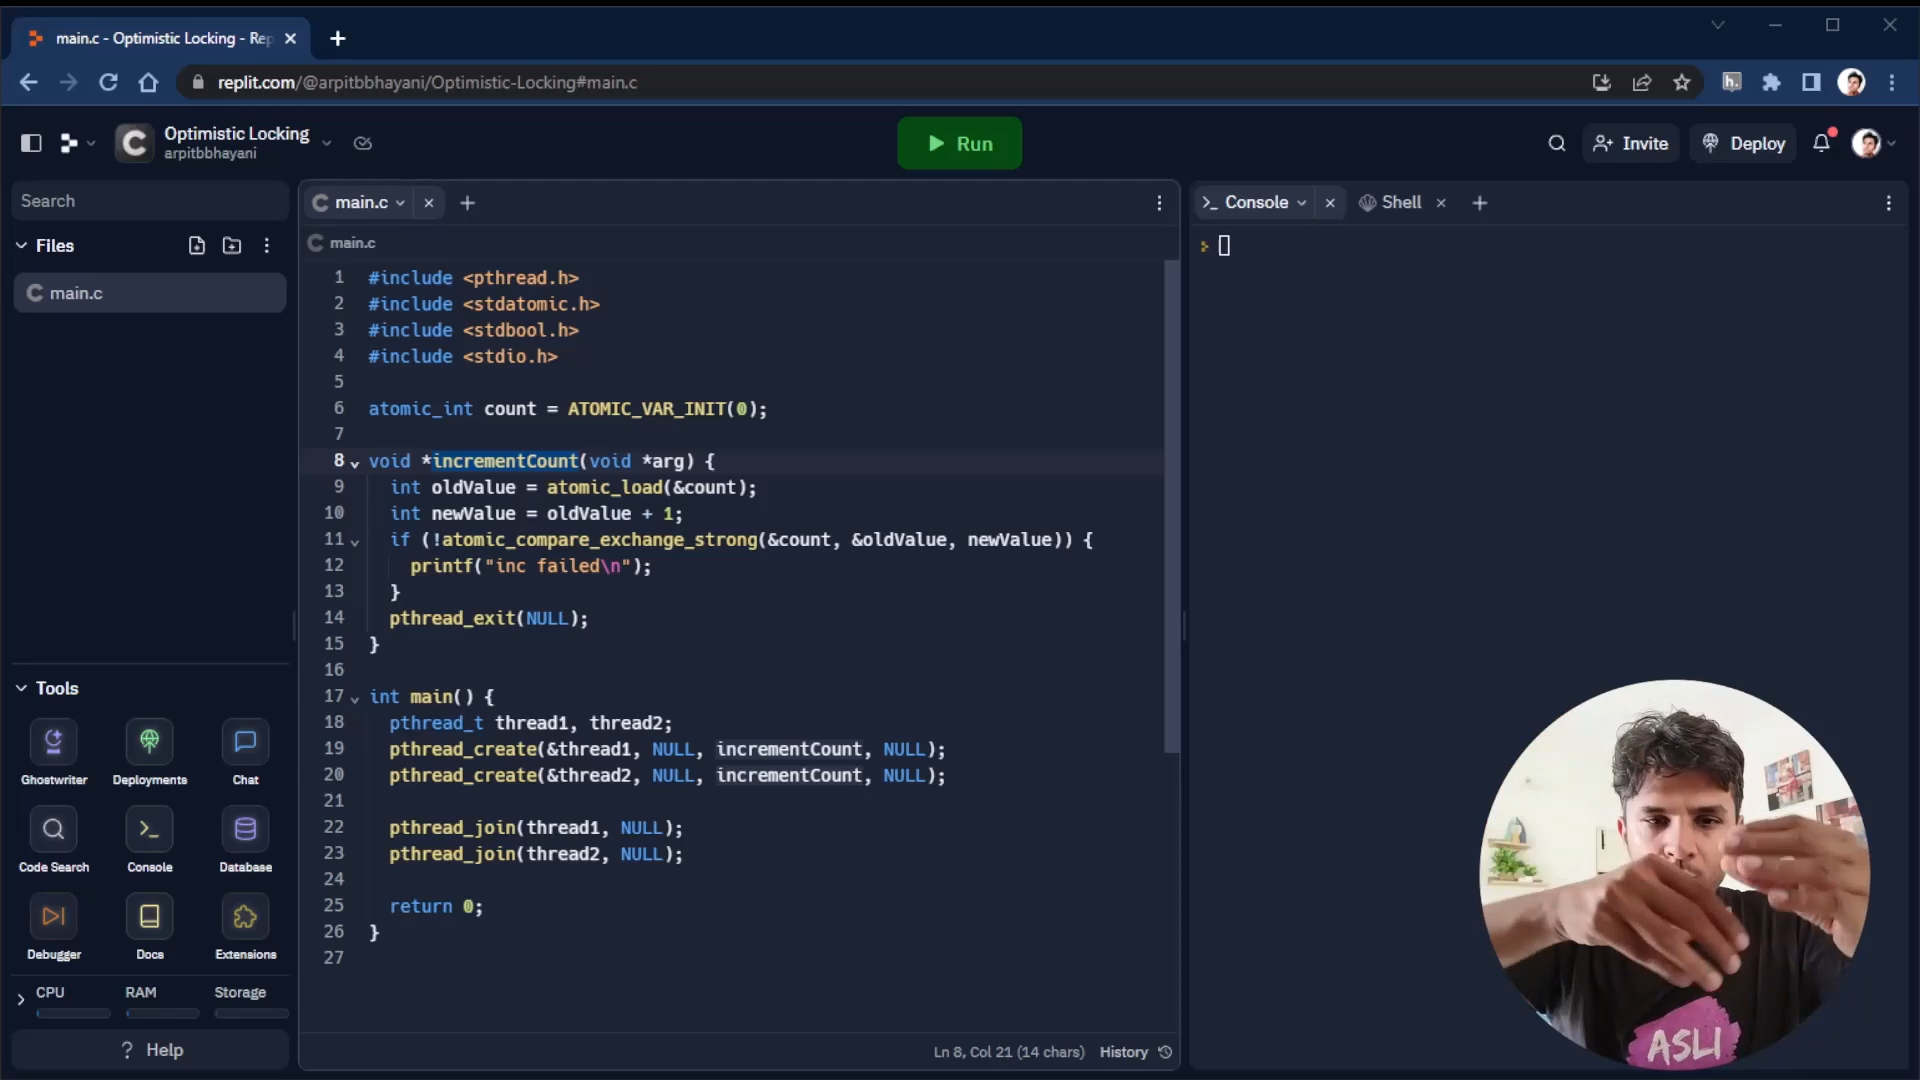 main.c - Optimistic Locking - Rep
replit.com/@arpitbbhayani/Optimistic-Locking#main.c
Optimistic Locking
arpitbbhayani
Run
Invite
Deploy
Search
Files
main.c
main.c
main.c
1 #include <pthread.h>
2 #include <stdatomic.h>
3 #include <stdbool.h>
4 #include <stdio.h>
5
6 atomic_int count = ATOMIC_VAR_INIT(0);
7
8 void *incrementCount(void *arg) {
9 int oldValue = atomic_load(&count);
10 int newValue = oldValue + 1;
11 if (!atomic_compare_exchange_strong(&count, &oldValue, newValue)) {
12 printf("inc failed\n");
13 }
14 pthread_exit(NULL);
15 }
16
17 int main() {
18 pthread_t thread1, thread2;
19 pthread_create(&thread1, NULL, incrementCount, NULL);
20 pthread_create(&thread2, NULL, incrementCount, NULL);
21
22 pthread_join(thread1, NULL);
23 pthread_join(thread2, NULL);
24
25 return 0;
26 }
27
Ln 8, Col 21 (14 chars) History
Console
Shell
Tools
Ghostwriter
Deployments
Chat
Code Search
Console
Database
Debugger
Docs
Extensions
CPU
RAM
Storage
? Help
ASLI